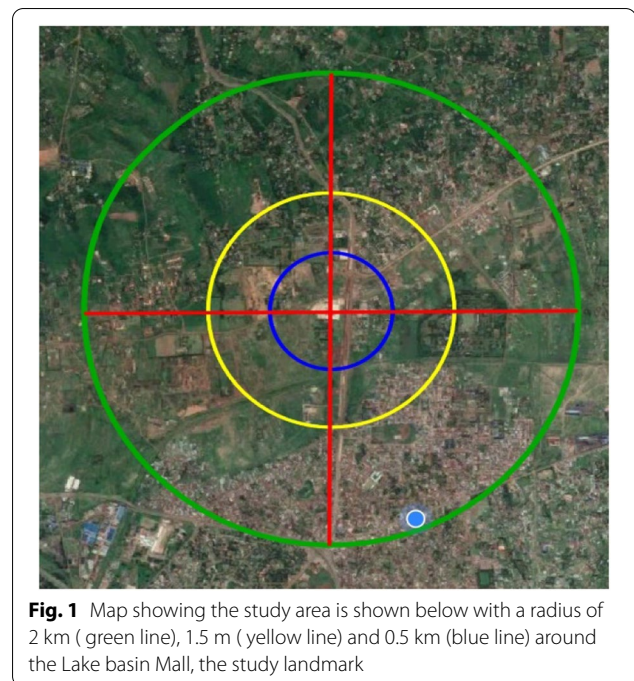 Fig. 1 Map showing the study area is shown below with a radius of
2 km ( green line), 1.5 m ( yellow line) and 0.5 km (blue line) around
the Lake basin Mall, the study landmark